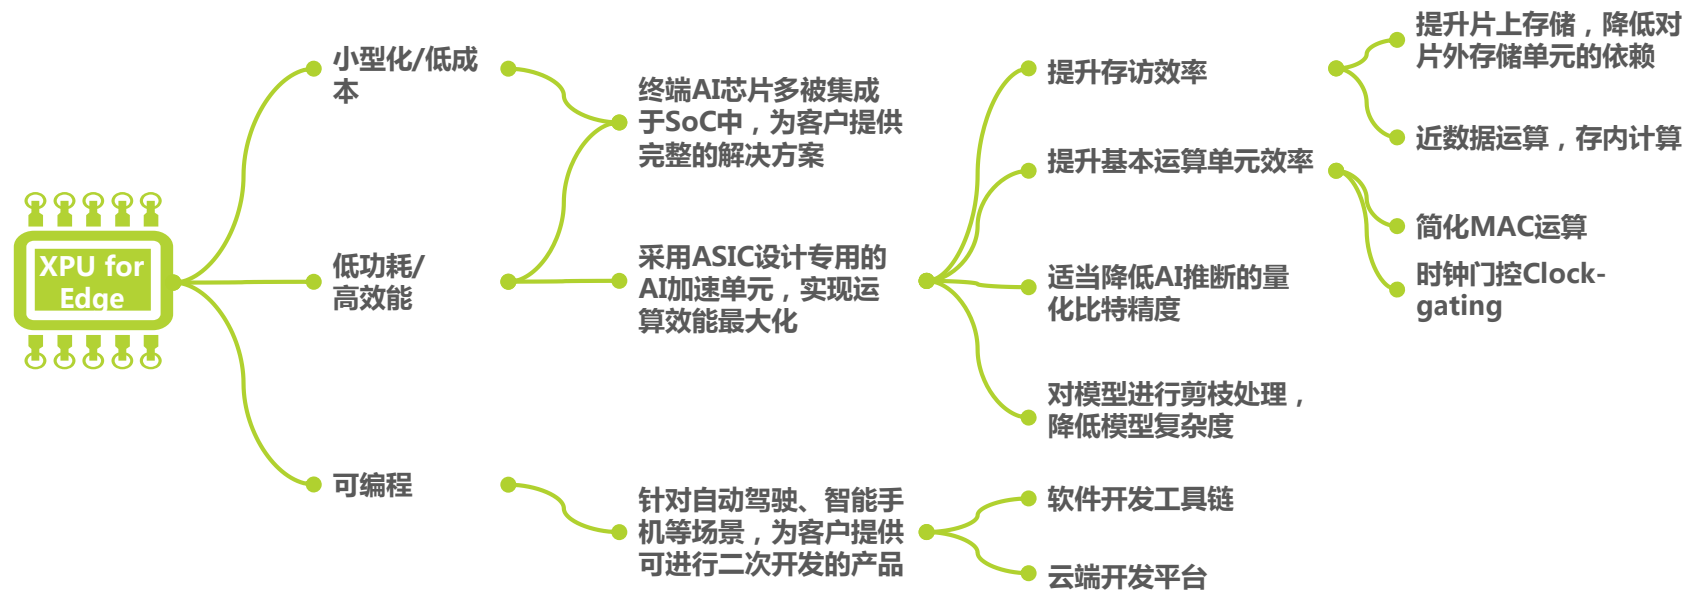 XPU for
Edge
小型化/低成
本
低功耗/
高效能
可编程
终端AI芯片多被集成
于SoC中，为客户提供
完整的解决方案
采用ASIC设计专用的
AI加速单元，实现运
算效能最大化
针对自动驾驶、智能手
机等场景，为客户提供
可进行二次开发的产品
提升存访效率
提升基本运算单元效率
适当降低AI推断的量
化比特精度
对模型进行剪枝处理，
降低模型复杂度
软件开发工具链
云端开发平台
提升片上存储，降低对
片外存储单元的依赖
近数据运算，存内计算
简化MAC运算
时钟门控Clock-
gating